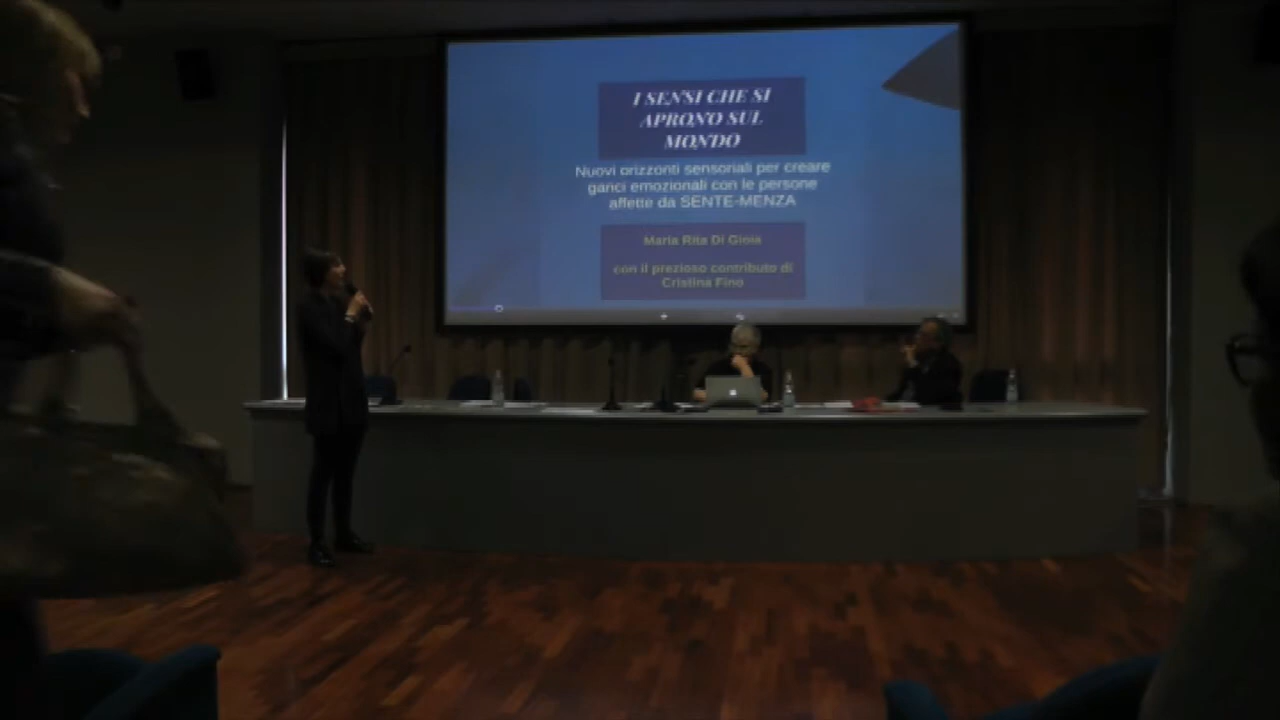 I SENSI CHE SI
APRONO SUL
MONDO
Nuovi orizzonti sensoriali per creare
ganci emozionali con le persone
affette da SENTE-MENZA
Maria Rita Di Gioia
con il prezioso contributo di
Cristina Fino